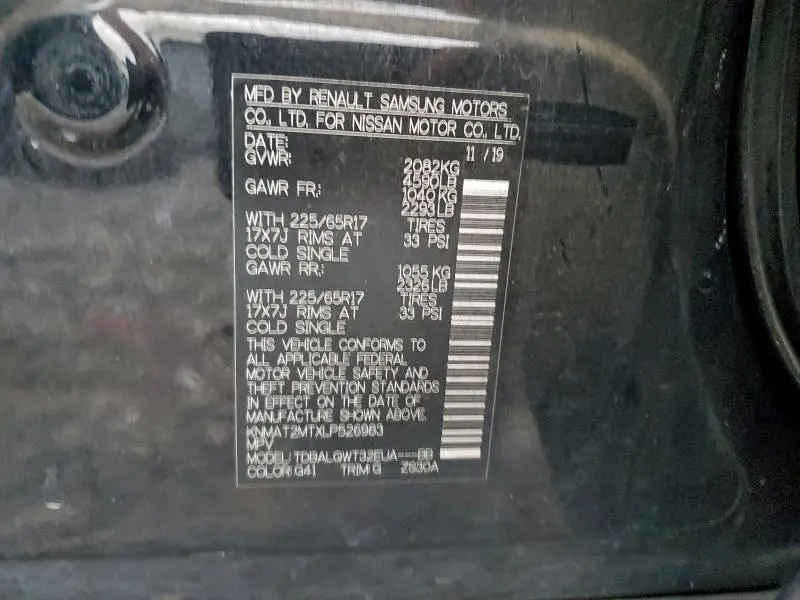 MFD BY RENAULT SAMSUNG MOTORS
CO., LTD. FOR NISSAN MOTOR CO., LTD.
DATE: 11 / 19
GVWR: 2082KG
4590LB
GAWR FR.: 1040 KG
2293LB
WITH 225/65R17 TIRES
17X7J RIMS AT 33 PSI
COLD SINGLE
GAWR RR.: 1055 KG
2326LB
WITH 225/65R17 TIRES
17X7J RIMS AT 33 PSI
COLD SINGLE
THIS VEHICLE CONFORMS TO
ALL APPLICABLE FEDERAL
MOTOR VEHICLE SAFETY AND
THEFT PREVENTION STANDARDS
IN EFFECT ON THE DATE OF
MANUFACTURE SHOWN ABOVE.
KNMAT2MTXLP526983
MPV
MODEL:
COLOR:G41 TRIM:G